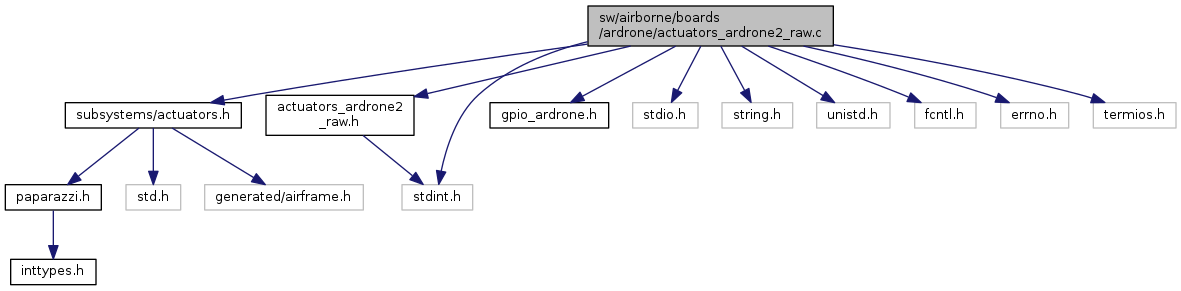 sw/airborne/boards
/ardrone/actuators_ardrone2_raw.c
subsystems/actuators.h
actuators_ardrone2
_raw.h
gpio_ardrone.h
stdio.h
string.h
unistd.h
fcntl.h
errno.h
termios.h
paparazzi.h
std.h
generated/airframe.h
stdint.h
inttypes.h